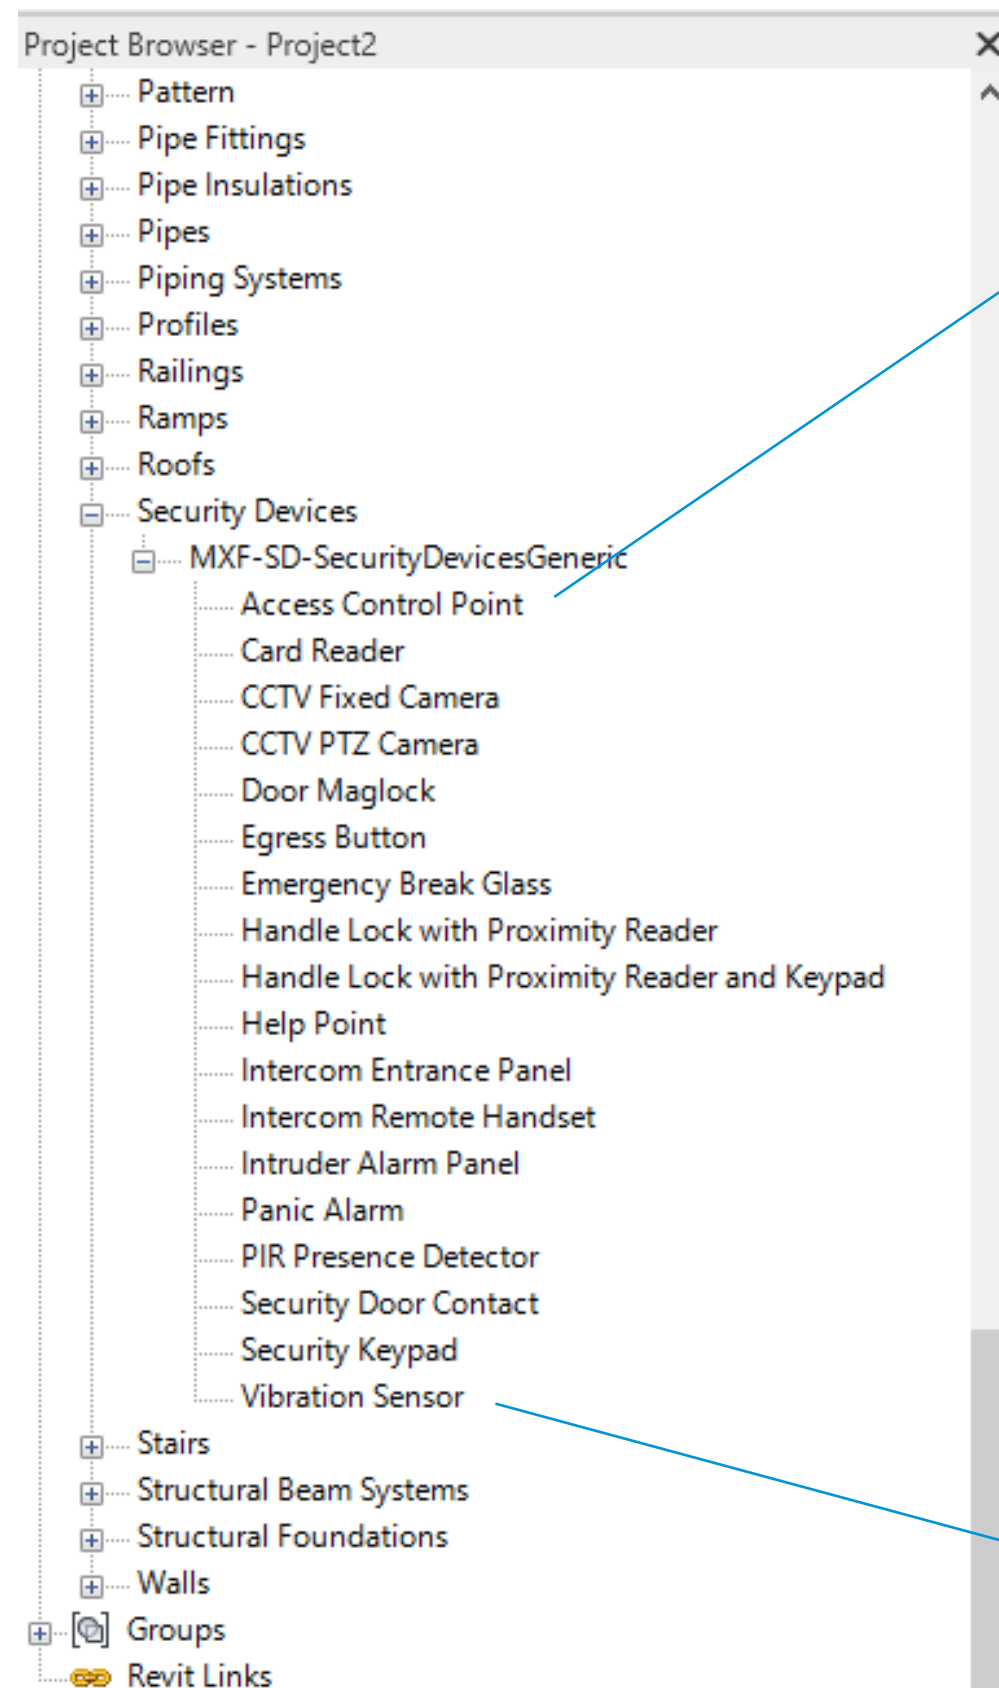 Project Browser - Project2
Pattern
Pipe Fittings
Pipe Insulations
Pipes
Piping Systems
Profiles
Railings
Ramps
Roofs
Security Devices
MXF-SD-SecurityDevicesGeneric
Access Control Point
Card Reader
CCTV Fixed Camera
CCTV PTZ Camera
Door Maglock
Egress Button
Emergency Break Glass
Handle Lock with Proximity Reader
Handle Lock with Proximity Reader and Keypad
Help Point
Intercom Entrance Panel
Intercom Remote Handset
Intruder Alarm Panel
Panic Alarm
PIR Presence Detector
Security Door Contact
Security Keypad
Vibration Sensor
Stairs
Structural Beam Systems
Structural Foundations
Walls
Groups
Revit Links